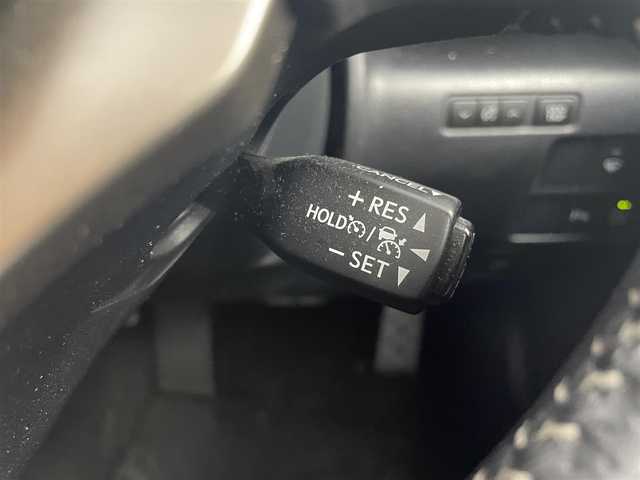 CANCEL
+ RES
HOLD /
− SET